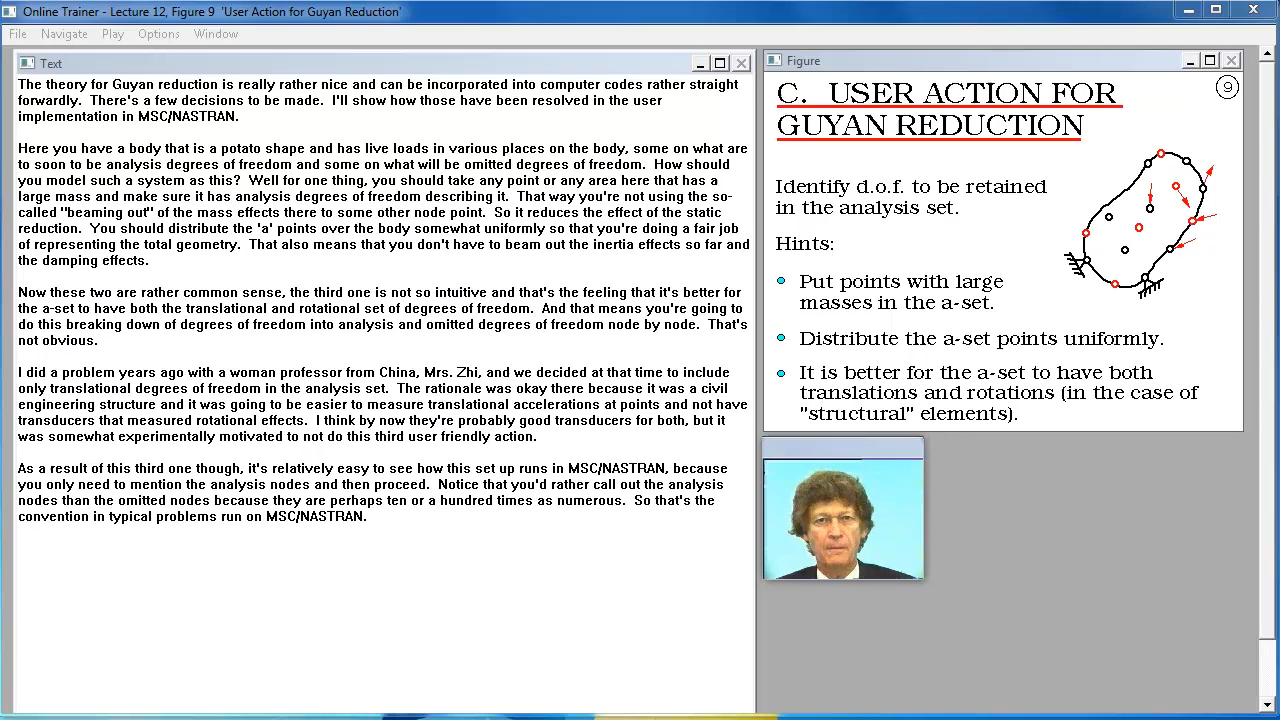 Online Trainer - Lecture 12, Figure 9 'User Action for Guyan Reduction'
File Navigate Play Options Window
Text
The theory for Guyan reduction is really rather nice and can be incorporated into computer codes rather straight
forwardly. There's a few decisions to be made. I'll show how those have been resolved in the user
implementation in MSC/NASTRAN.
Here you have a body that is a potato shape and has live loads in various places on the body, some on what are
to soon to be analysis degrees of freedom and some on what will be omitted degrees of freedom. How should
you model such a system as this? Well for one thing, you should take any point or any area here that has a
large mass and make sure it has analysis degrees of freedom describing it. That way you're not using the so-
called "beaming out" of the mass effects there to some other node point. So it reduces the effect of the static
reduction. You should distribute the 'a' points over the body somewhat uniformly so that you're doing a fair job
of representing the total geometry. That also means that you don't have to beam out the inertia effects so far and
the damping effects.
Now these two are rather common sense, the third one is not so intuitive and that's the feeling that it's better for
the a-set to have both the translational and rotational set of degrees of freedom. And that means you're going to
do this breaking down of degrees of freedom into analysis and omitted degrees of freedom node by node. That's
not obvious.
I did a problem years ago with a woman professor from China, Mrs. Zhi, and we decided at that time to include
only translational degrees of freedom in the analysis set. The rationale was okay there because it was a civil
engineering structure and it was going to be easier to measure translational accelerations at points and not have
transducers that measured rotational effects. I think by now they're probably good transducers for both, but it
was somewhat experimentally motivated to not do this third user friendly action.
As a result of this third one though, it's relatively easy to see how this set up runs in MSC/NASTRAN, because
you only need to mention the analysis nodes and then proceed. Notice that you'd rather call out the analysis
nodes than the omitted nodes because they are perhaps ten or a hundred times as numerous. So that's the
convention in typical problems run on MSC/NASTRAN.
Figure
C. USER ACTION FOR
GUYAN REDUCTION
9
Identify d.o.f. to be retained
in the analysis set.
Hints:
Put points with large
masses in the a-set.
Distribute the a-set points uniformly.
It is better for the a-set to have both
translations and rotations (in the case of
"structural" elements).